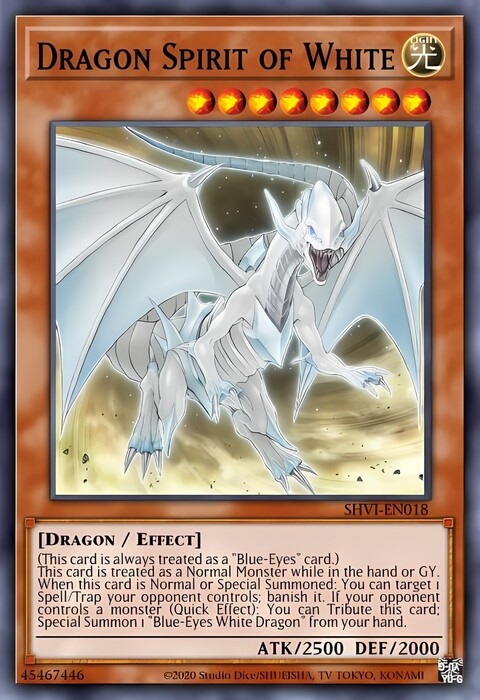 DRAGON SPIRIT OF WHITE
LIGHT
光
SHVI-EN018
[DRAGON / EFFECT]
(This card is always treated as a "Blue-Eyes" card.)
This card is treated as a Normal Monster while in the hand or GY.
When this card is Normal or Special Summoned: You can target 1
Spell/Trap your opponent controls; banish it. If your opponent
controls a monster (Quick Effect): You can Tribute this card;
Special Summon 1 "Blue-Eyes White Dragon" from your hand.
ATK/2500 DEF/2000
45467446
©2020 Studio Dice/SHUEISHA, TV TOKYO, KONAMI